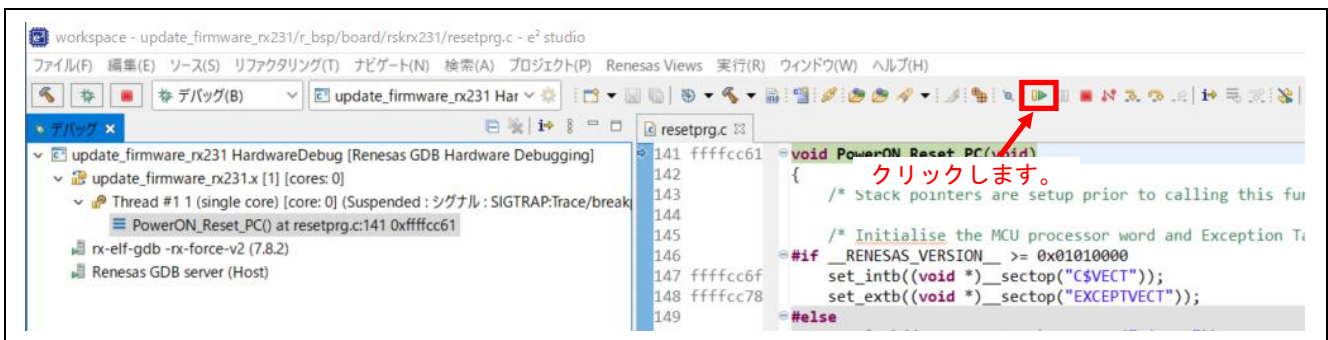 workspace - update_firmware_rx231/r_bsp/board/rskrx231/resetprg.c - e² studio
ファイル(F) 編集(E) ソース(S) リファクタリング(T) ナビゲート(N) 検索(A) プロジェクト(P) Renesas Views 実行(R) ウィンドウ(W) ヘルプ(H)
デバッグ(B) update_firmware_rx231 Har
デバッグ
resetprg.c
update_firmware_rx231 HardwareDebug [Renesas GDB Hardware Debugging]
update_firmware_rx231.x [1] [cores: 0]
Thread #1 1 (single core) [core: 0] (Suspended : シグナル : SIGTRAP:Trace/break
PowerON_Reset_PC() at resetprg.c:141 0xffffcc61
rx-elf-gdb -rx-force-v2 (7.8.2)
Renesas GDB server (Host)
141 ffffcc61 void PowerON_Reset_PC(void)
142 {
クリックします。
143 /* Stack pointers are setup prior to calling this fur
144
145 /* Initialise the MCU processor word and Exception Ta
146 #if __RENESAS_VERSION__ >= 0x01010000
147 ffffcc6f set_intb((void *)__sectop("C$VECT"));
148 ffffcc78 set_extb((void *)__sectop("EXCEPTVECT"));
149 #else